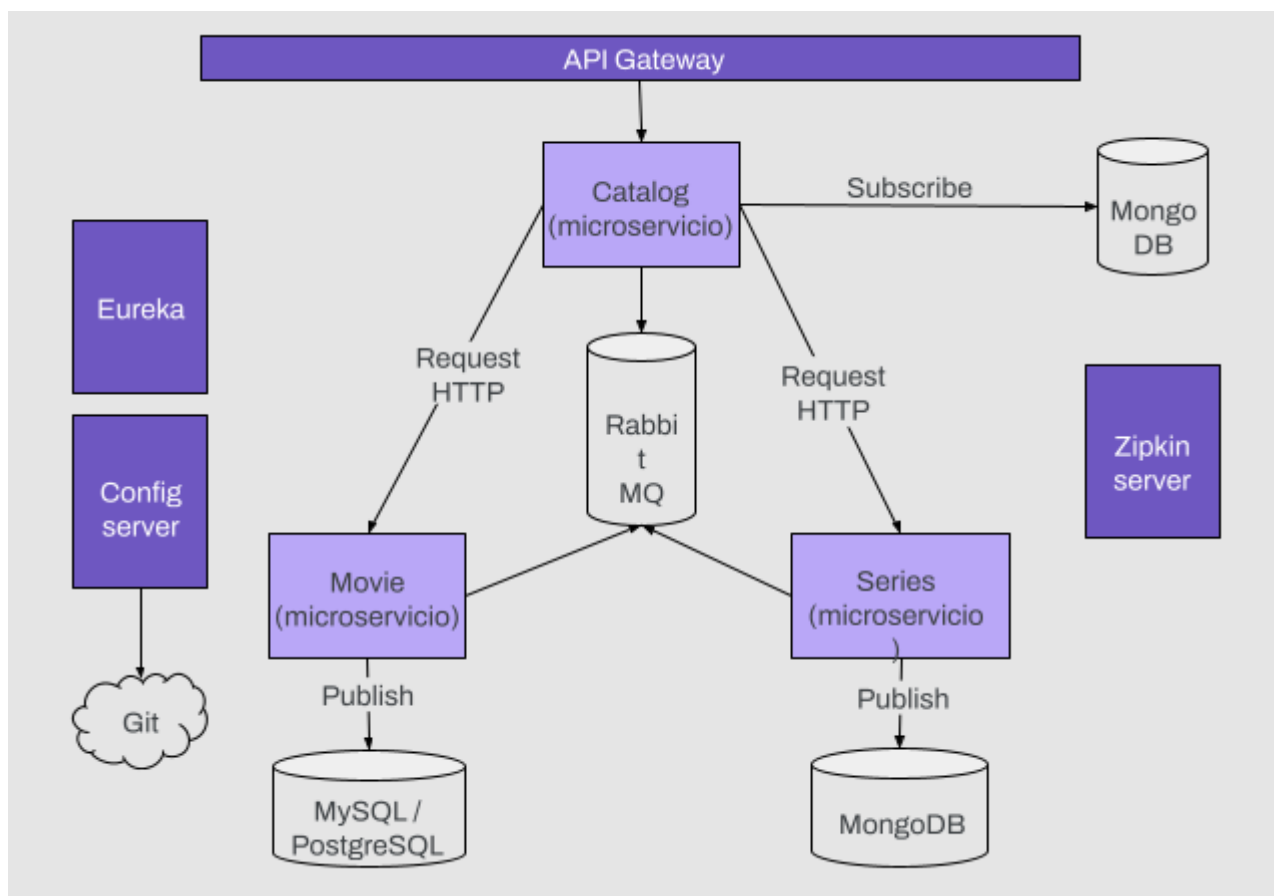 API Gateway
Catalog
(microservicio)
Subscribe
Mongo
DB
Eureka
Request
HTTP
Request
HTTP
Rabbi
t
MQ
Config
server
Zipkin
server
Movie
(microservicio)
Series
(microservicio
)
Git
Publish
Publish
MySQL /
PostgreSQL
MongoDB